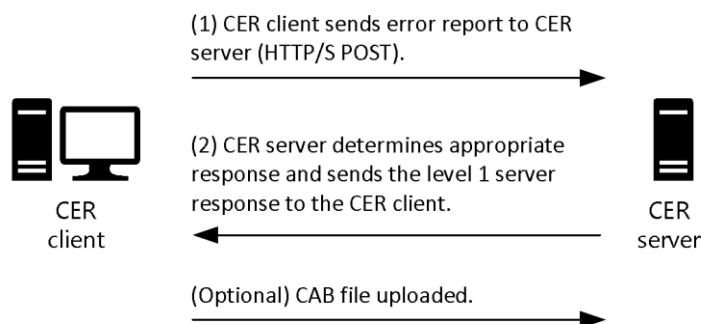 (1) CER client sends error report to CER
server (HTTP/S POST).
(2) CER server determines appropriate
response and sends the level 1 server
response to the CER client.
CER
client
CER
server
(Optional) CAB file uploaded.